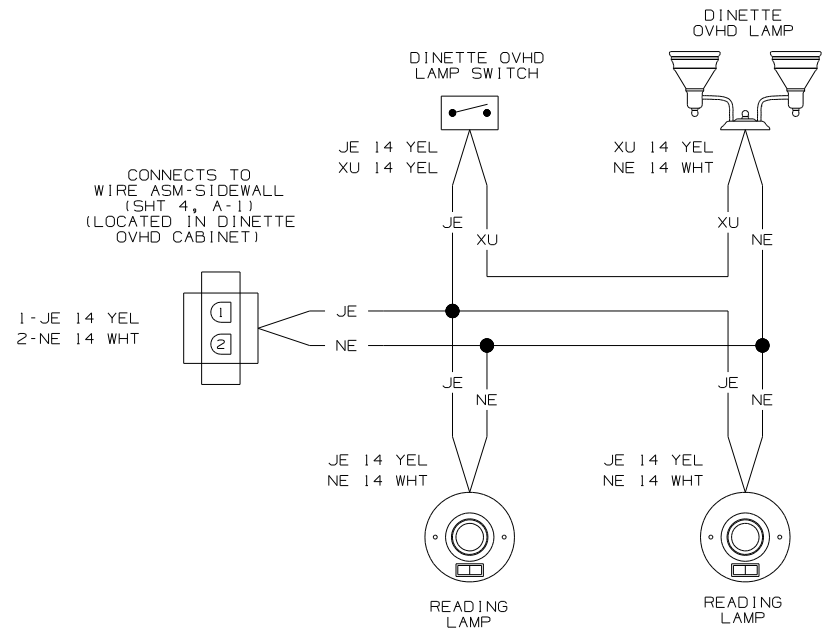 DINETTE
OVHD LAMP
DINETTE OVHD
LAMP SWITCH
JE 14 YEL
XU 14 YEL
XU 14 YEL
NE 14 WHT
CONNECTS TO
WIRE ASM-SIDEWALL
(SHT 4, A-1)
(LOCATED IN DINETTE
OVHD CABINET)
JE
XU
XU
NE
1-JE 14 YEL
2-NE 14 WHT
1
2
JE
NE
JE
NE
JE
NE
JE 14 YEL
NE 14 WHT
JE 14 YEL
NE 14 WHT
READING
LAMP
READING
LAMP